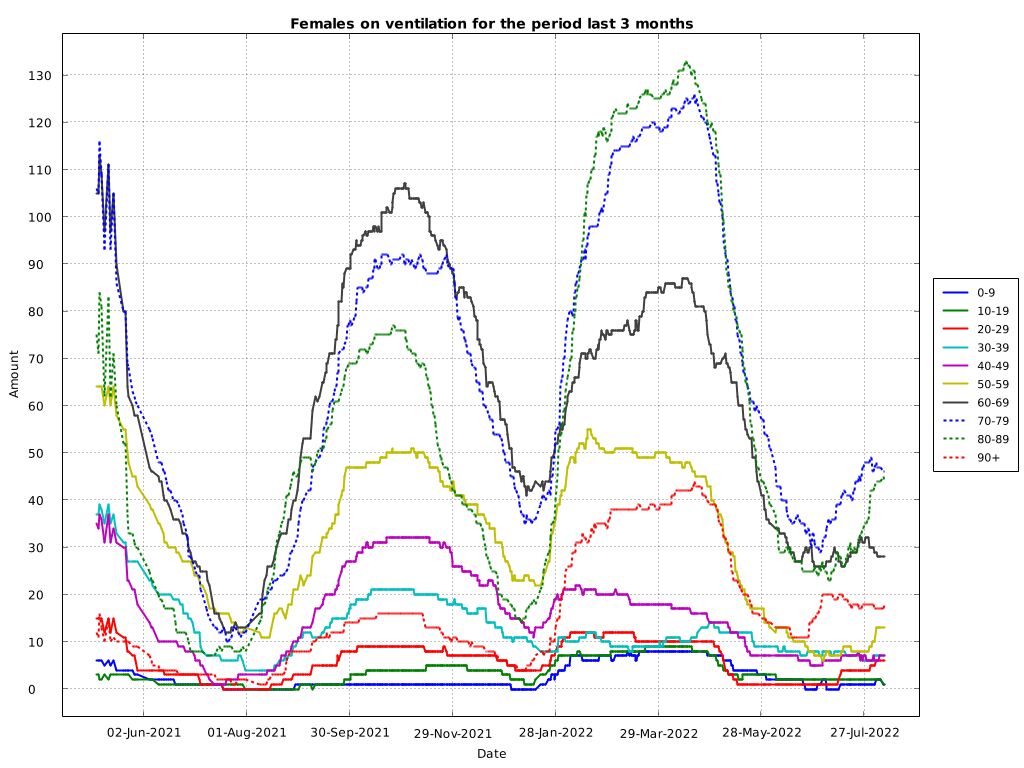 Females on ventilation for the period last 3 months
130
120
110
100
90
80
70
60
50
40
30
20
10
0
Amount
02-Jun-2021
01-Aug-2021
30-Sep-2021
29-Nov-2021
28-Jan-2022
29-Mar-2022
28-May-2022
27-Jul-2022
Date
0-9
10-19
20-29
30-39
40-49
50-59
60-69
70-79
80-89
90+